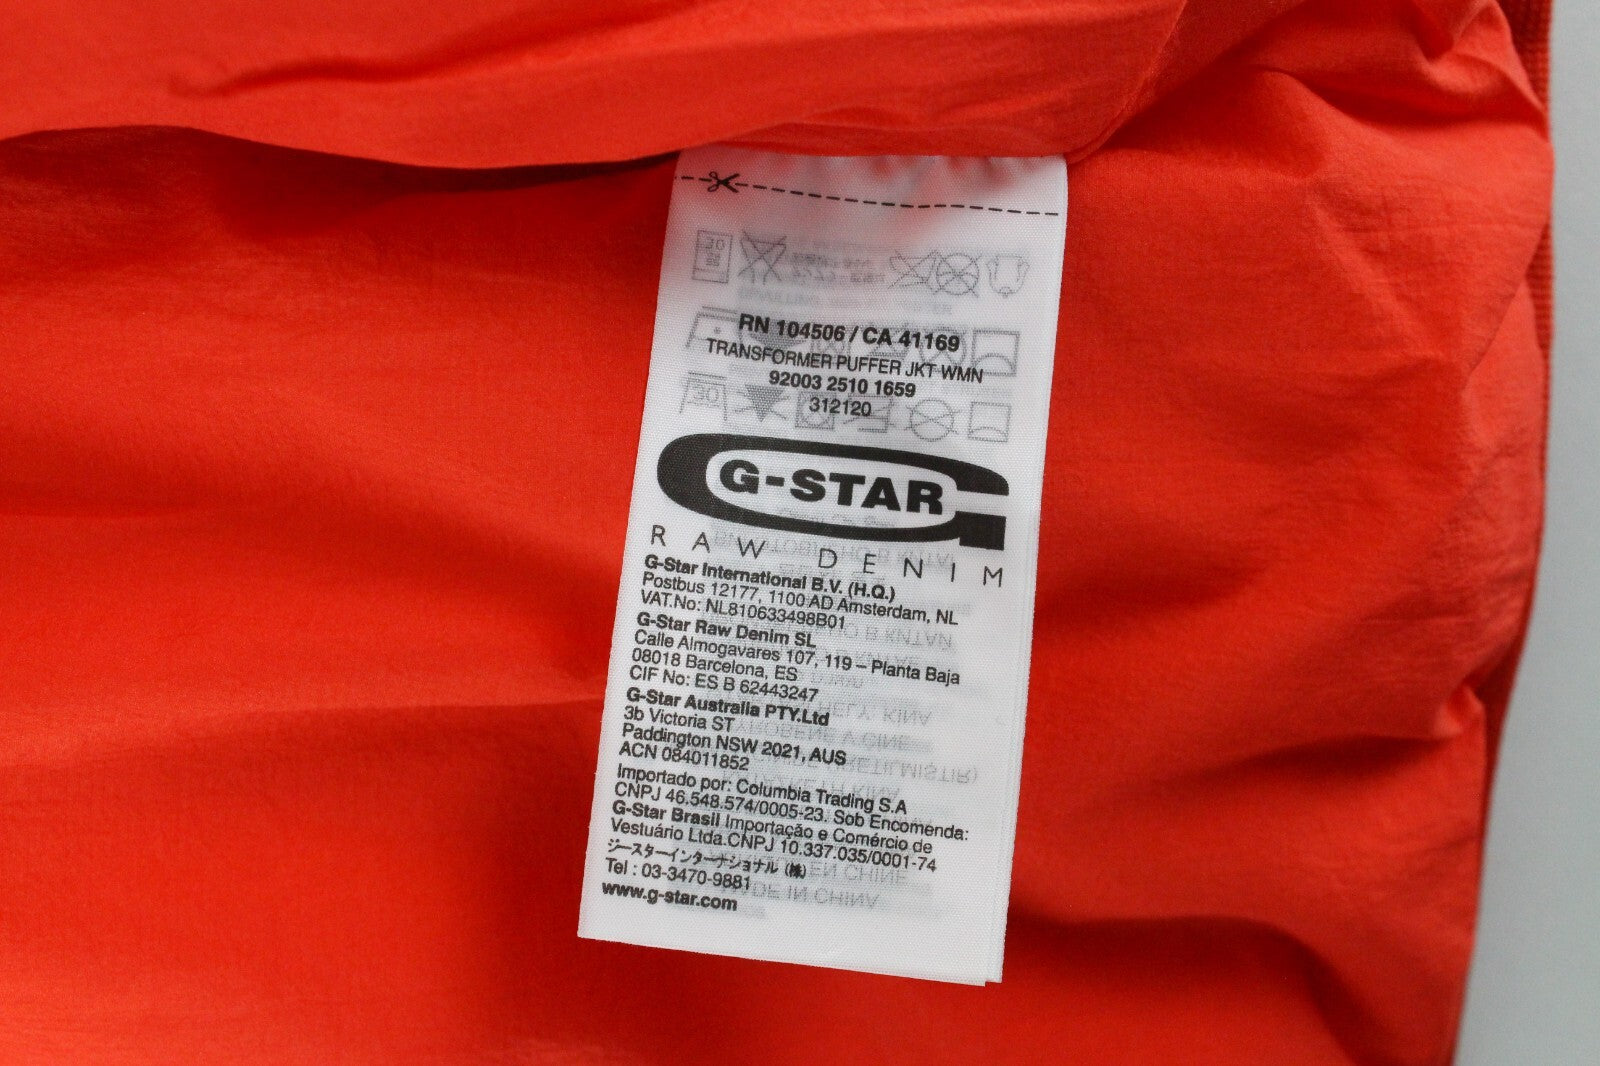 RN 104506 / CA 41169
TRANSFORMER PUFFER JKT WMN
92003 2510 1659
312120
G-STAR
RAW DENIM
G-Star International B.V. (H.Q.)
Postbus 12177, 1100 AD Amsterdam, NL
VAT.No: NL810633498B01
G-Star Raw Denim SL
Calle Almogavares 107, 119 – Planta Baja
08018 Barcelona, ES
CIF No: ES B 62443247
G-Star Australia PTY.Ltd
3b Victoria ST
Paddington NSW 2021, AUS
ACN 084011852
Importado por: Columbia Trading S.A
CNPJ 46.548.574/0005-23. Sob Encomenda:
G-Star Brasil Importação e Comércio de
Vestuário Ltda.CNPJ 10.337.035/0001-74
ジースターインターナショナル (株)
Tel : 03-3470-9881
www.g-star.com